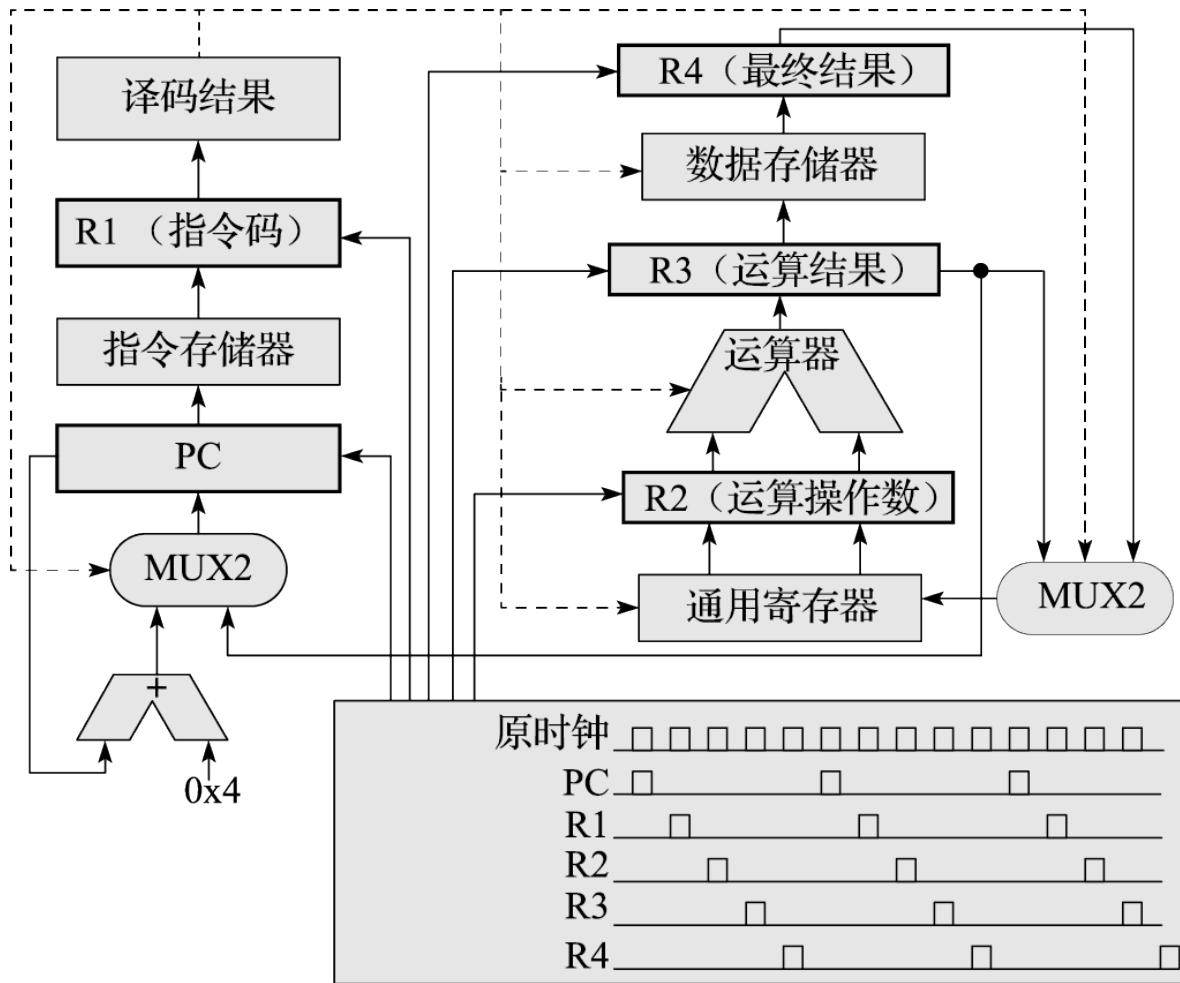 译码结果
R1 （指令码）
指令存储器
PC
MUX2
+
0x4
R4（最终结果）
数据存储器
R3（运算结果）
运算器
R2（运算操作数）
通用寄存器
MUX2
原时钟
PC
R1
R2
R3
R4